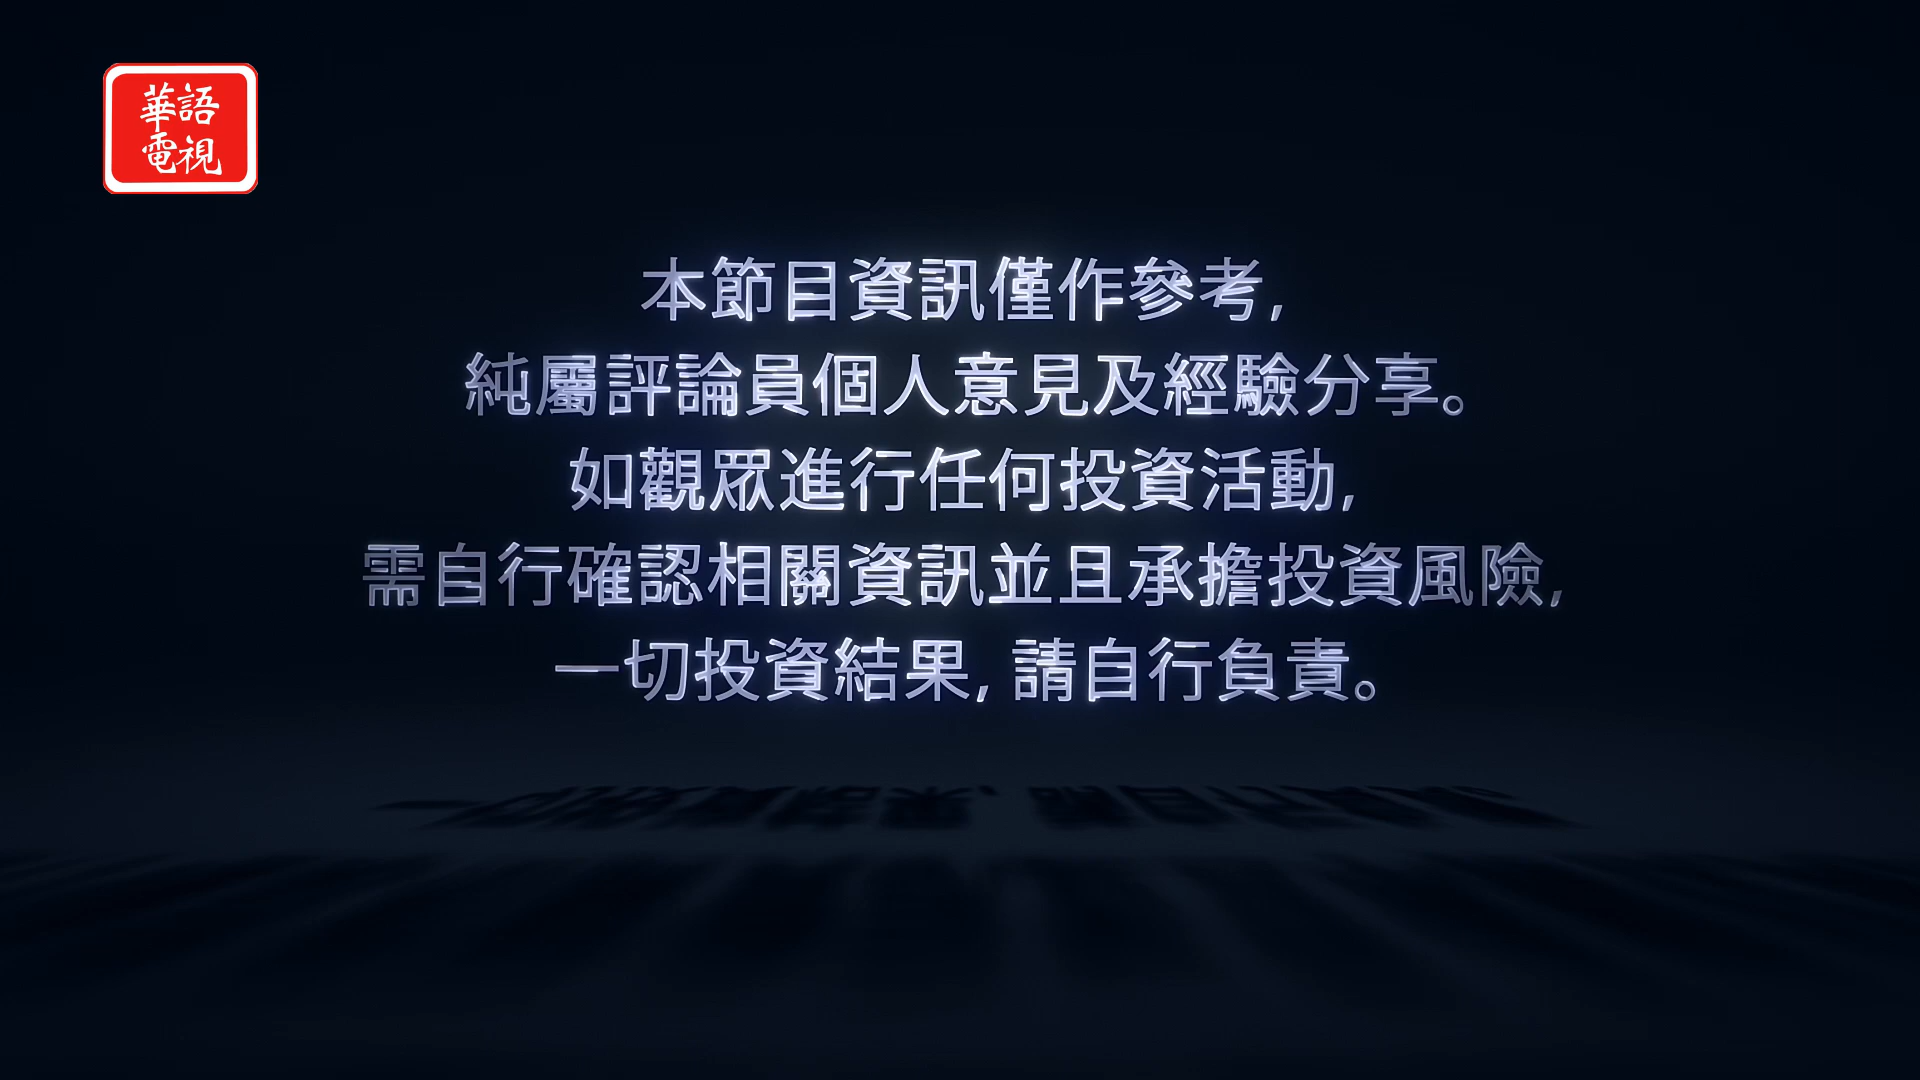 華語
電視
本節目資訊僅作參考,
純屬評論員個人意見及經驗分享。
如觀眾進行任何投資活動,
需自行確認相關資訊並且承擔投資風險,
一切投資結果, 請自行負責。